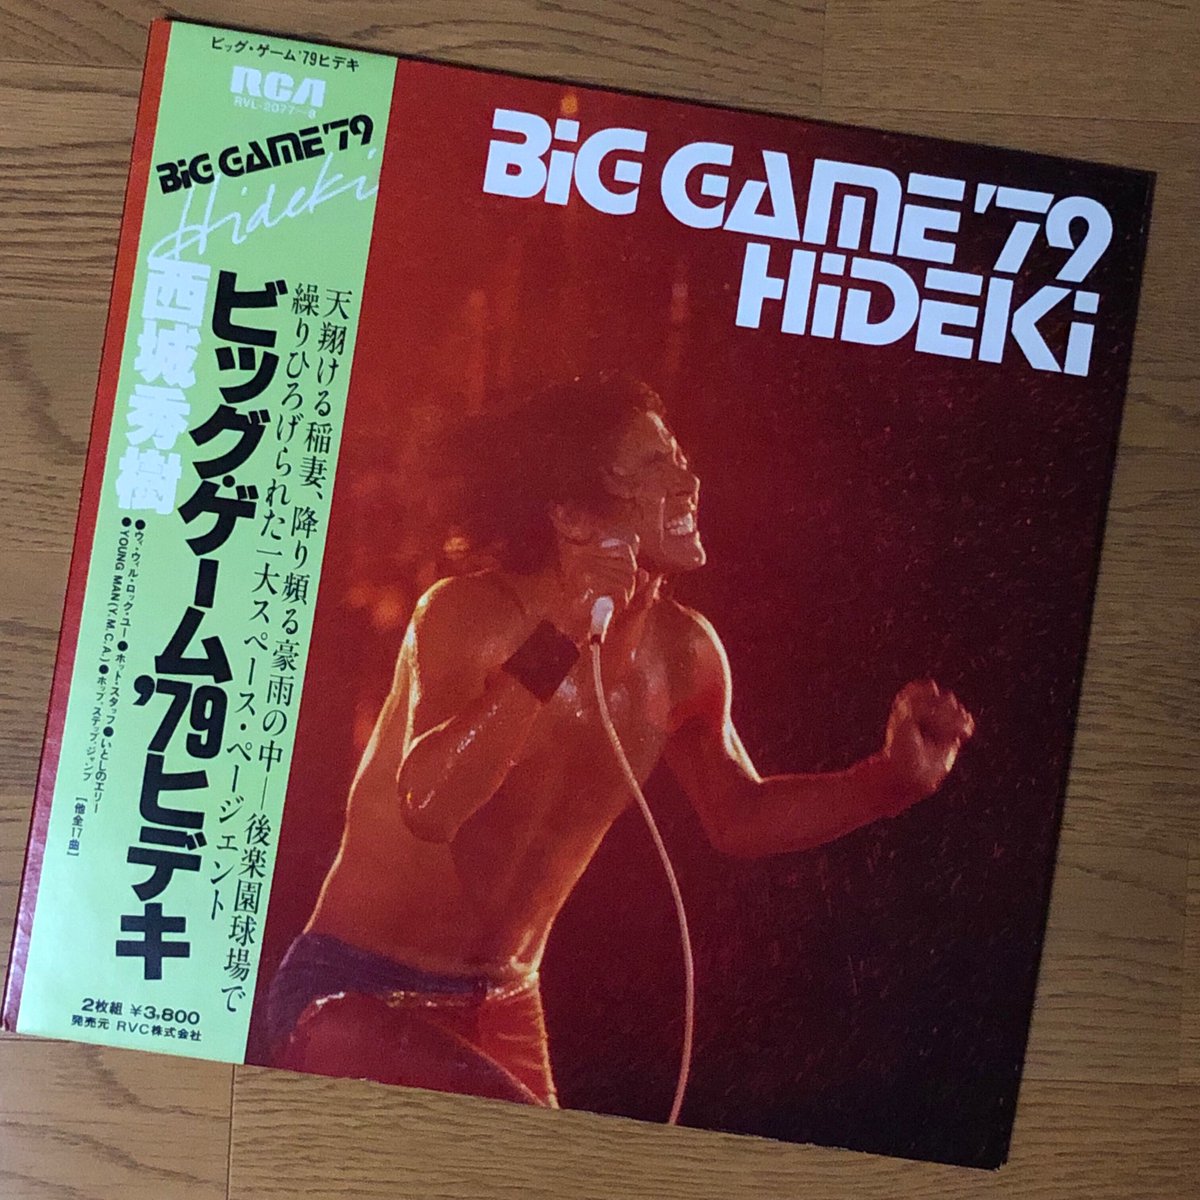 ビッグ・ゲーム'79ヒデキ
RCA
RVL-2077~8
BiG GAME'79
Hideki
西城秀樹
ビッグ・ゲーム'79ヒデキ
天翔ける稲妻、降り頻る豪雨の中——後楽園球場で
繰りひろげられた一大スペース・ページェント
●ウィ・ウィル・ロック・ユー●ホット・スタッフ●いとしのエリー
●YOUNG MAN(Y.M.C.A.)●ホップ・ステップ・ジャンプ [他全17曲]
2枚組 ¥3,800
発売元 RVC株式会社
BiG GAME'79
HiDEKi